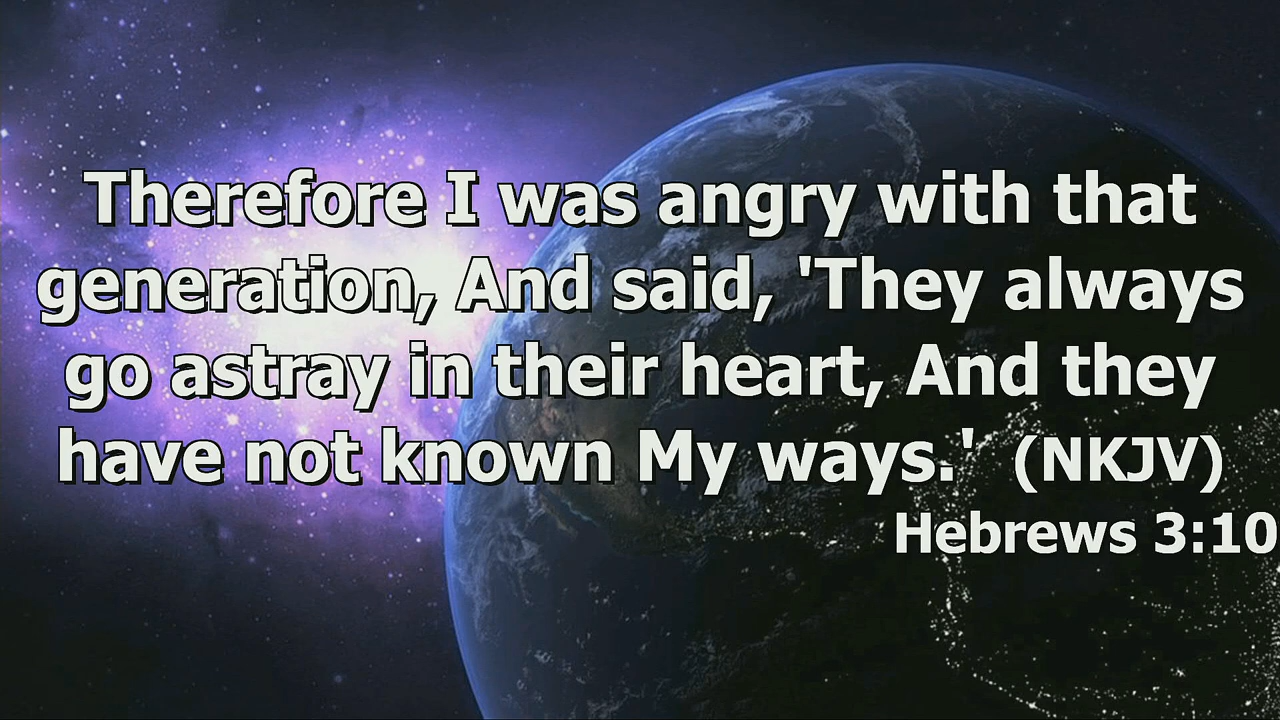 Therefore I was angry with that
generation, And said, 'They always
go astray in their heart, And they
have not known My ways.' (NKJV)
Hebrews 3:10